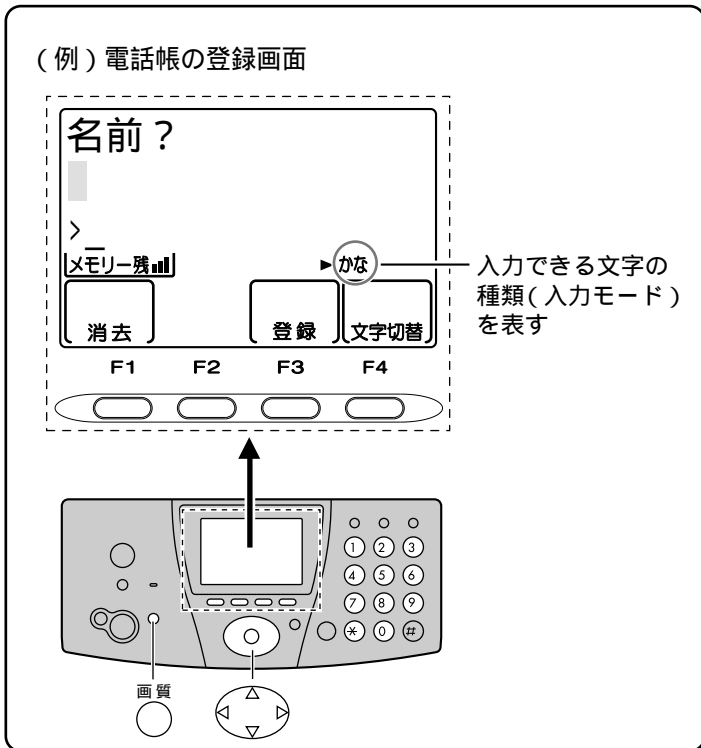 (例)電話帳の登録画面
名前?
>_
メモリー残
▶かな
入力できる文字の
種類(入力モード)
を表す
消去
登録
文字切替
F1 F2 F3 F4
1 2 3
4 5 6
7 8 9
* 0 #
画質